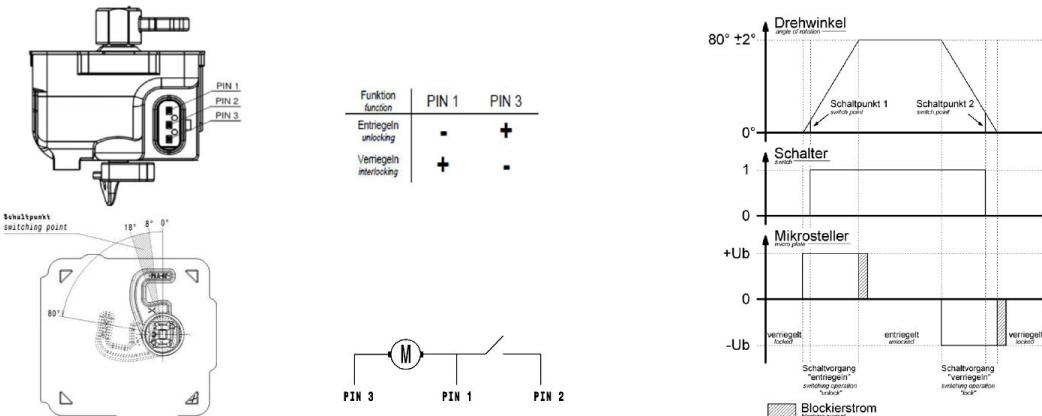 PIN 1
PIN 2
PIN 3
Schaltpunkt
switching point
18° 8° 0°
80°
Funktion PIN 1 PIN 3
function
Entriegeln - +
unlocking
Verriegeln + -
interlocking
M
PIN 3 PIN 1 PIN 2
Drehwinkel
angle of rotation
80° ±2°
Schaltpunkt 1 Schaltpunkt 2
switch point switch point
0°
Schalter
switch
1
0
Mikrosteller
+Ub
0
verriegelt entriegelt verriegelt
locked unlocked locked
-Ub
Schaltvorgang Schaltvorgang
"entriegeln" "verriegeln"
switching operation switching operation
"unlock" "lock"
Blockierstrom